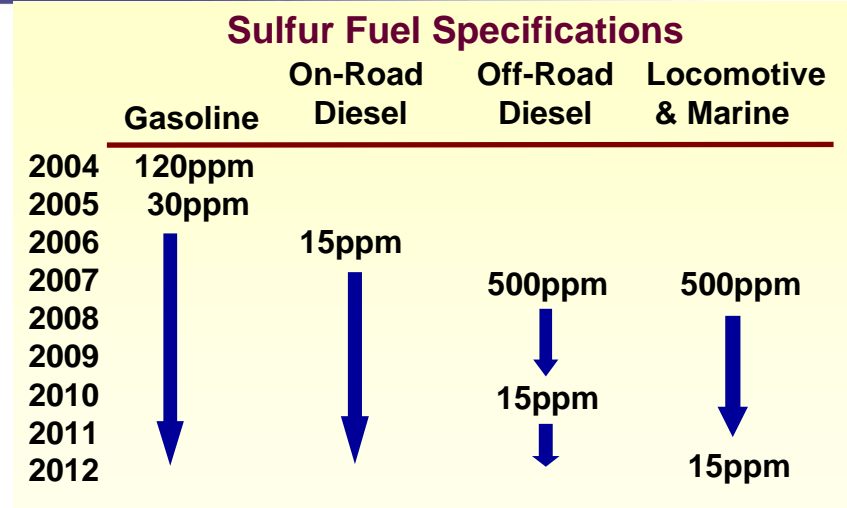 Sulfur Fuel Specifications
On-Road Off-Road Locomotive
Gasoline Diesel Diesel & Marine
2004 120ppm
2005 30ppm
2006 15ppm
2007 500ppm 500ppm
2008
2009
2010 15ppm
2011
2012 15ppm